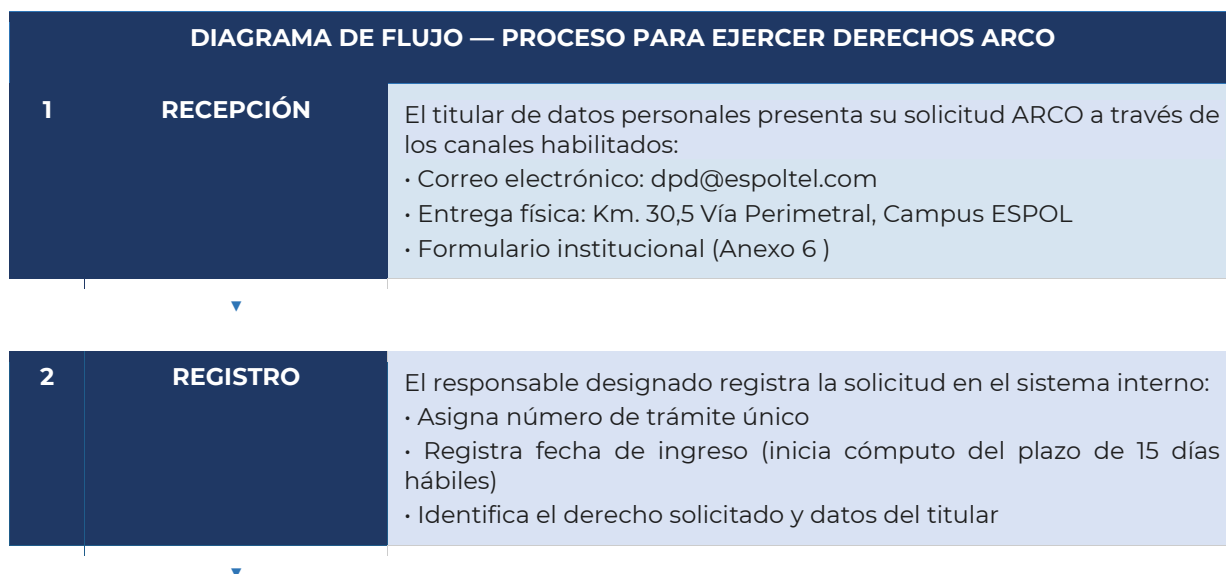 DIAGRAMA DE FLUJO — PROCESO PARA EJERCER DERECHOS ARCO
1
RECEPCIÓN
El titular de datos personales presenta su solicitud ARCO a través de
los canales habilitados:
• Correo electrónico: dpd@espoltel.com
• Entrega física: Km. 30,5 Vía Perimetral, Campus ESPOL
• Formulario institucional (Anexo 6 )
▼
2
REGISTRO
El responsable designado registra la solicitud en el sistema interno:
• Asigna número de trámite único
• Registra fecha de ingreso (inicia cómputo del plazo de 15 días
hábiles)
• Identifica el derecho solicitado y datos del titular
▼